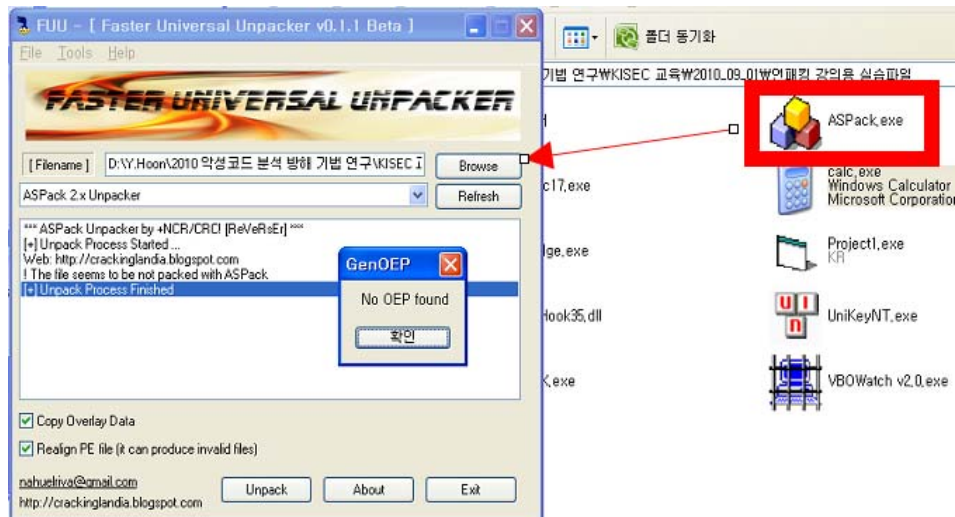 FUU - [ Faster Universal Unpacker v0.1.1 Beta ]
File Tools Help
FASTER UNIVERSAL UNPACKER
[ Filename ] D:\Y.Hoon\2010 악성코드 분석 방해 기법 연구\KISEC Browse
ASPack 2.x Unpacker Refresh
*** ASPack Unpacker by +NCR/CRC! [ReVeRsEr] ***
[+] Unpack Process Started ...
Web: http://crackinglandia.blogspot.com
! The file seems to be not packed with ASPack
[+] Unpack Process Finished
GenOEP
No OEP found
확인
Copy Overlay Data
Realign PE file (it can produce invalid files)
nahuelriva@gmail.com
http://crackinglandia.blogspot.com
Unpack About Exit
폴더 동기화
기법 연구₩KISEC 교육₩2010_09_01₩언패킹 강의용 실습파일
ASPack.exe
c17.exe
calc.exe
Windows Calculator
Microsoft Corporation
dge.exe
Project1.exe
KR
Hook35.dll
UniKeyNT.exe
K.exe
VBOWatch v2.0.exe